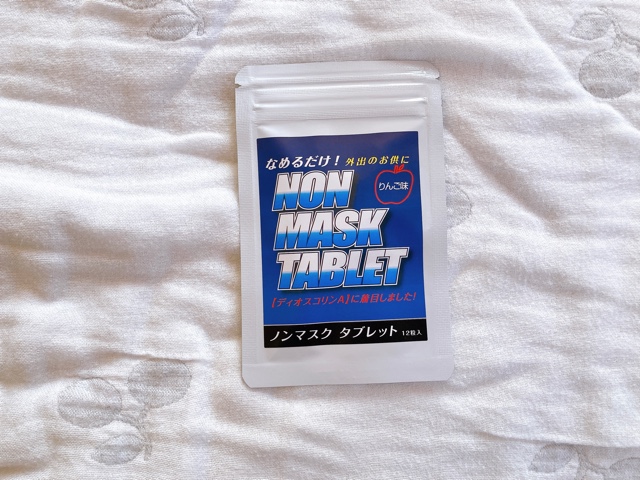 なめるだけ！ 外出のお供に
りんご味
NON
MASK
TABLET
【ディオスコリンA】に着目しました！
ノンマスク タブレット 12粒入